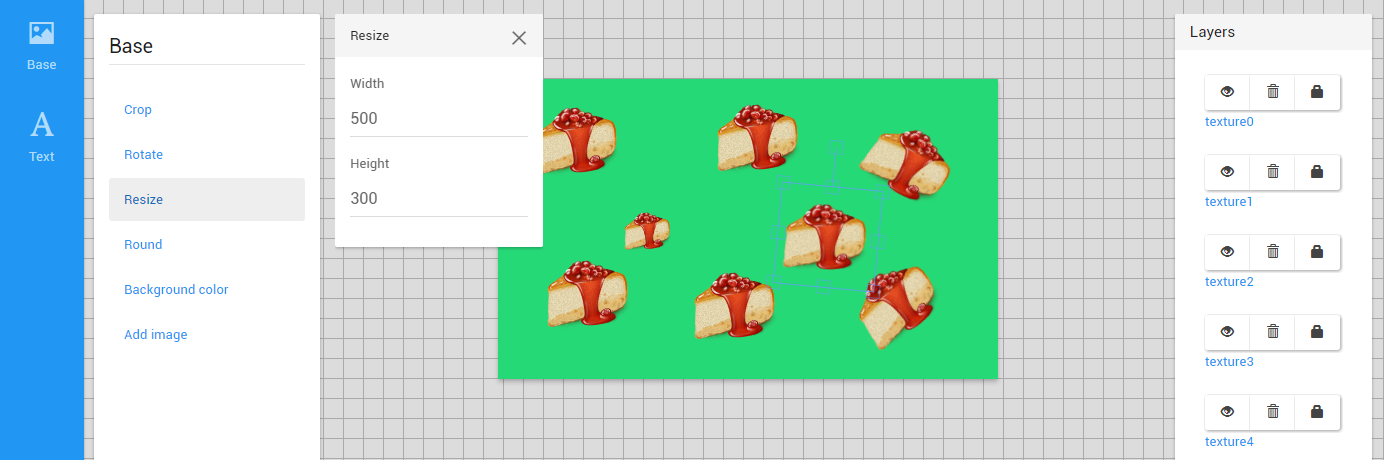 Base
Text
Base
Crop
Rotate
Resize
Round
Background color
Add image
Resize
Width
500
Height
300
Layers
texture0
texture1
texture2
texture3
texture4